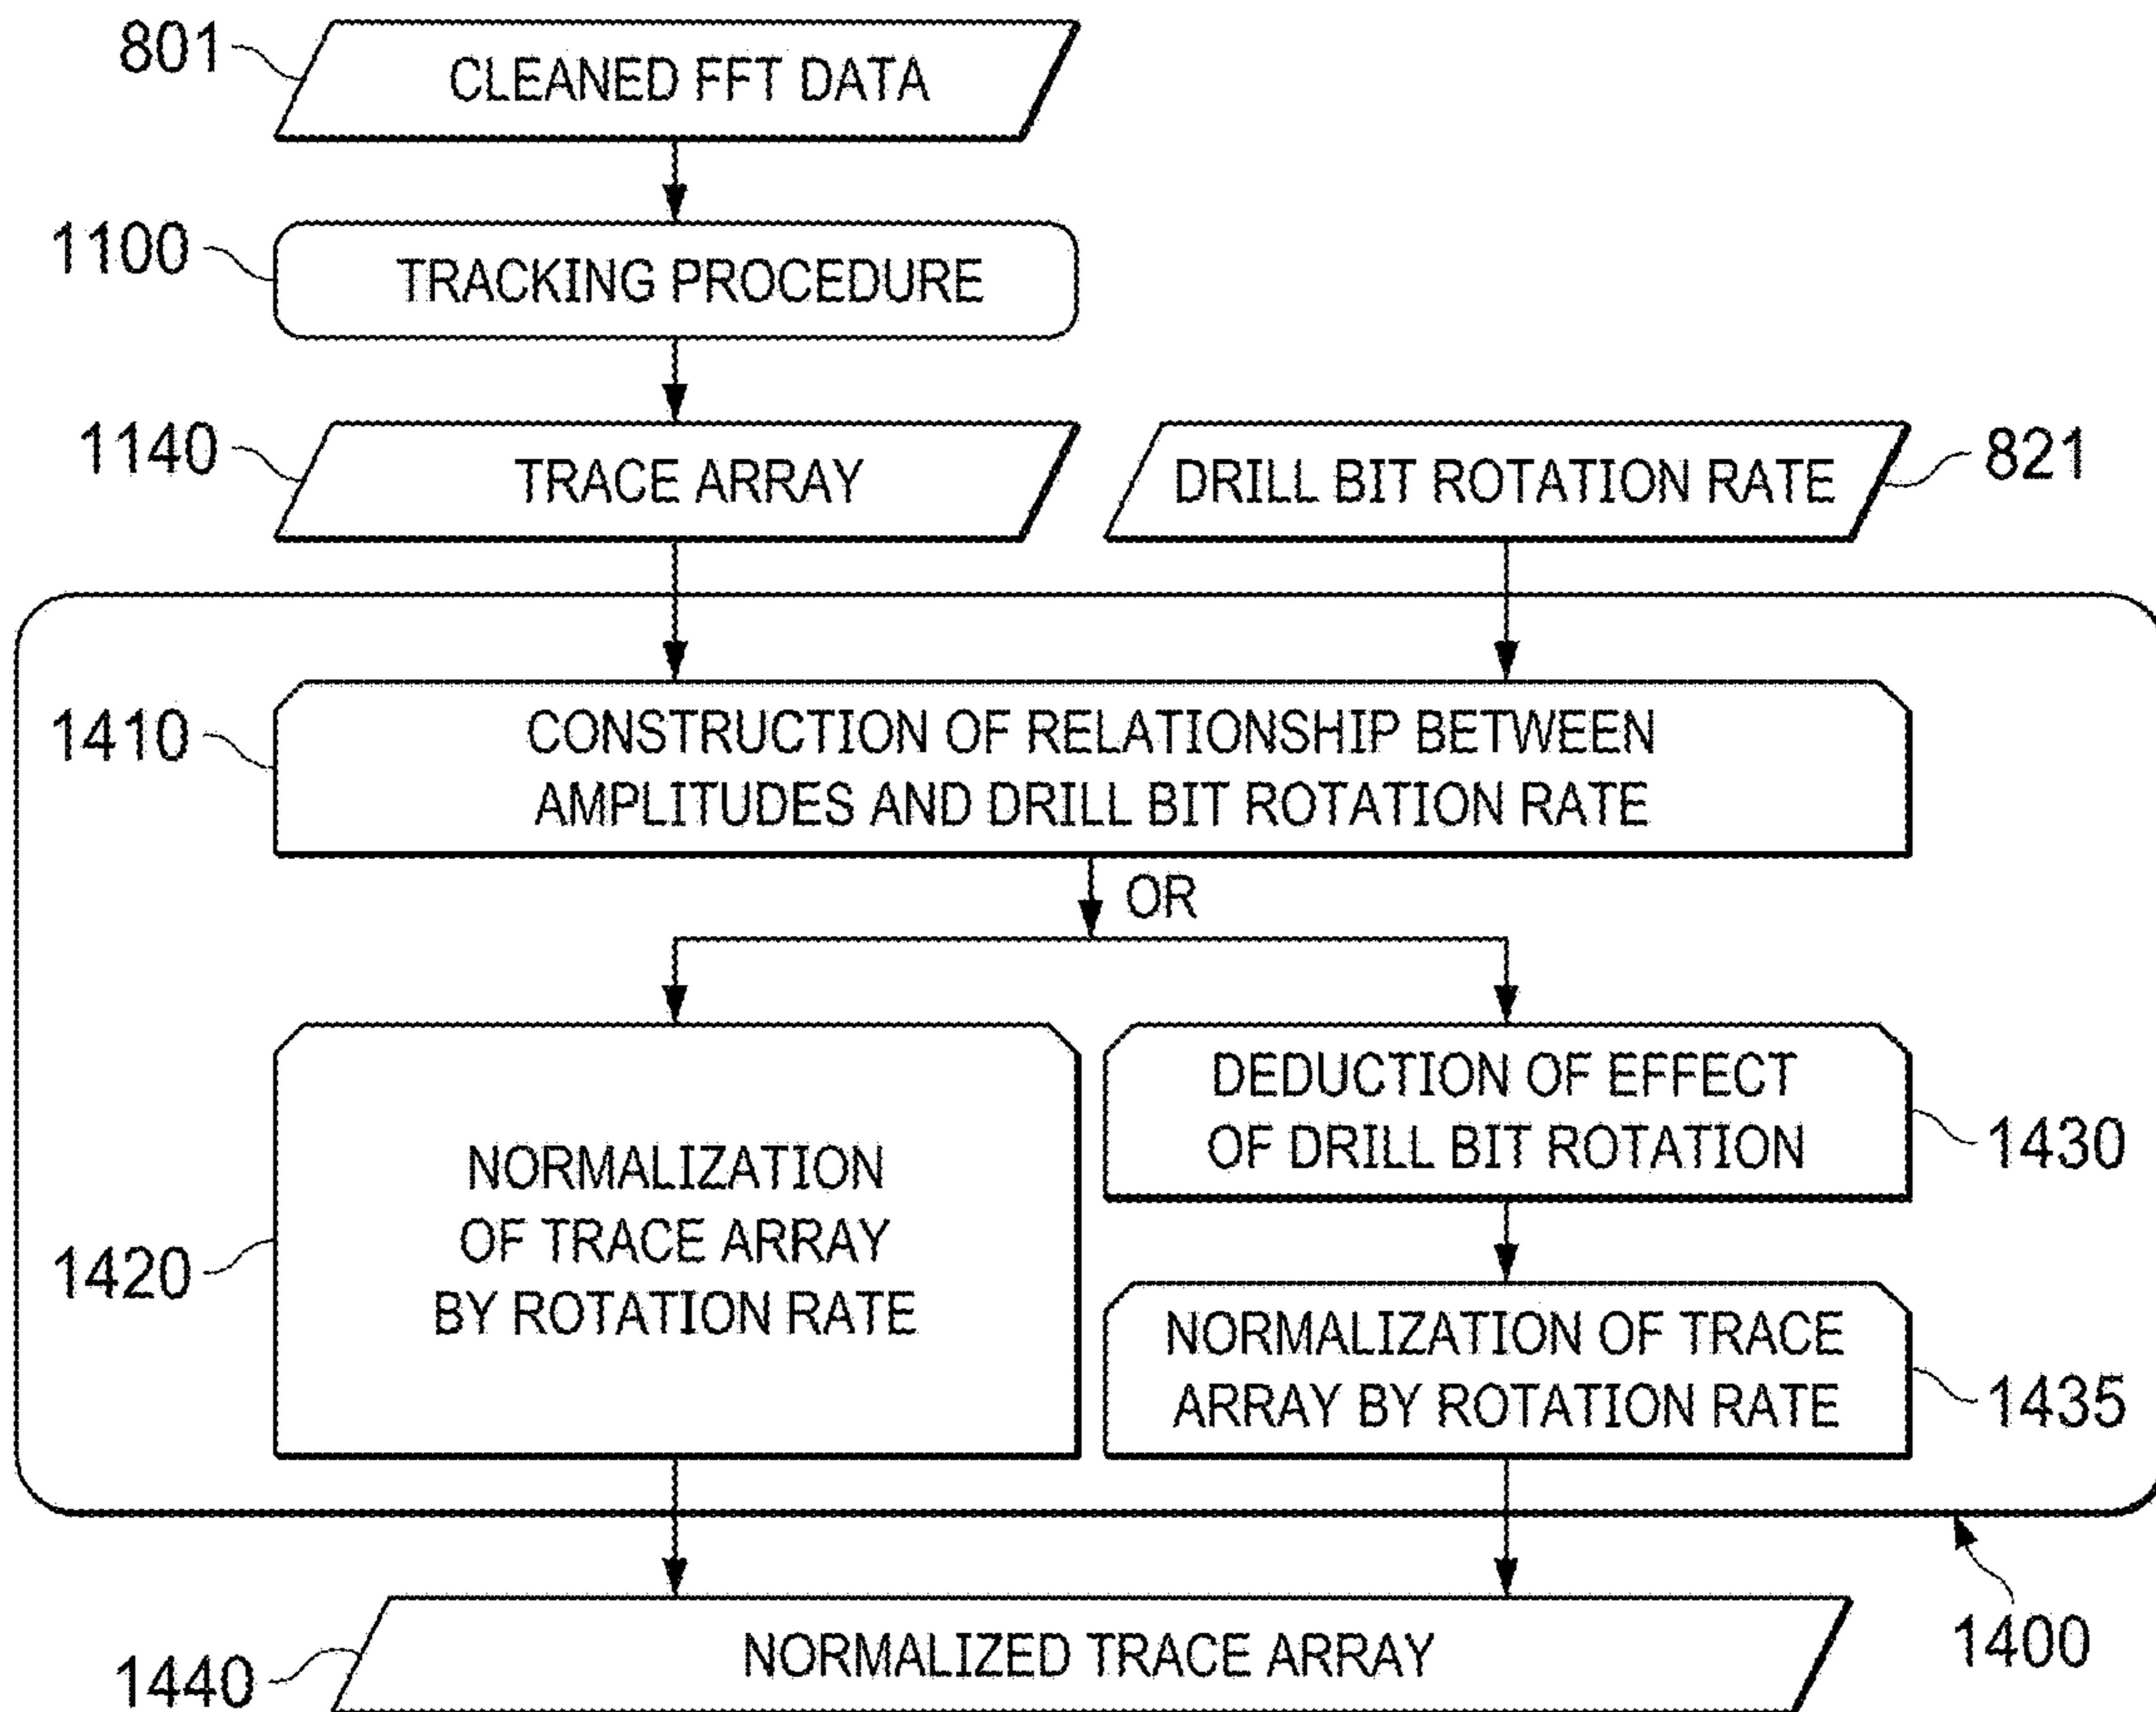 801
CLEANED FFT DATA
1100
TRACKING PROCEDURE
1140
TRACE ARRAY
DRILL BIT ROTATION RATE
821
1410
CONSTRUCTION OF RELATIONSHIP BETWEEN
AMPLITUDES AND DRILL BIT ROTATION RATE
OR
1420
NORMALIZATION
OF TRACE ARRAY
BY ROTATION RATE
DEDUCTION OF EFFECT
OF DRILL BIT ROTATION
1430
NORMALIZATION OF TRACE
ARRAY BY ROTATION RATE
1435
1400
1440
NORMALIZED TRACE ARRAY